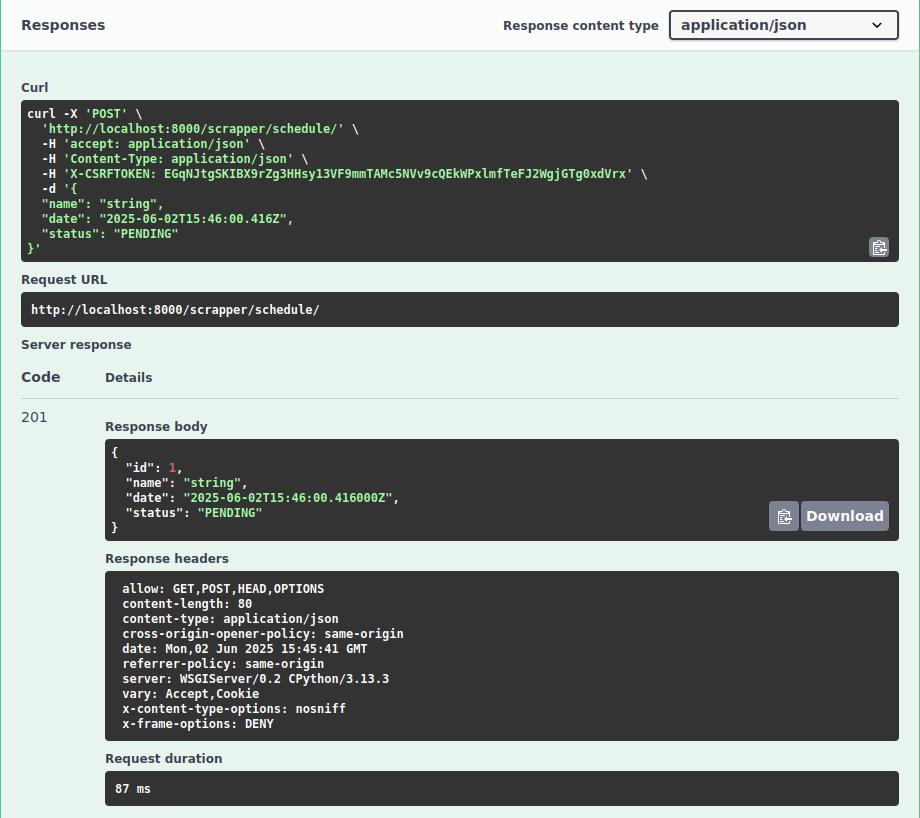 Responses
Response content type application/json
Curl
curl -X 'POST' \
'http://localhost:8000/scrapper/schedule/' \
-H 'accept: application/json' \
-H 'Content-Type: application/json' \
-H 'X-CSRFTOKEN: EGqNJtgSKIBX9rZg3HHsy13VF9mmTAMc5NVv9cQEkWPxlmfTeFJ2WgjGTg0xdVrx' \
-d '{
"name": "string",
"date": "2025-06-02T15:46:00.416Z",
"status": "PENDING"
}'
Request URL
http://localhost:8000/scrapper/schedule/
Server response
Code Details
201
Response body
{
"id": 1,
"name": "string",
"date": "2025-06-02T15:46:00.416000Z",
"status": "PENDING"
}
Download
Response headers
allow: GET,POST,HEAD,OPTIONS
content-length: 80
content-type: application/json
cross-origin-opener-policy: same-origin
date: Mon,02 Jun 2025 15:45:41 GMT
referrer-policy: same-origin
server: WSGIServer/0.2 CPython/3.13.3
vary: Accept,Cookie
x-content-type-options: nosniff
x-frame-options: DENY
Request duration
87 ms